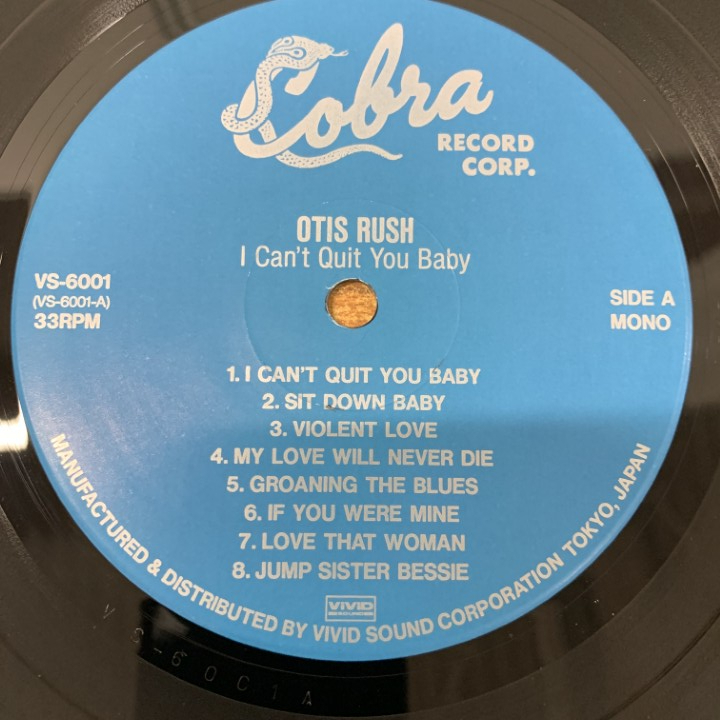 Cobra
RECORD
CORP.
OTIS RUSH
I Can't Quit You Baby
VS-6001
(VS-6001-A)
33RPM
SIDE A
MONO
1. I CAN'T QUIT YOU BABY
2. SIT DOWN BABY
3. VIOLENT LOVE
4. MY LOVE WILL NEVER DIE
5. GROANING THE BLUES
6. IF YOU WERE MINE
7. LOVE THAT WOMAN
8. JUMP SISTER BESSIE
VIVID
MANUFACTURED & DISTRIBUTED BY VIVID SOUND CORPORATION TOKYO, JAPAN
VS-6001A